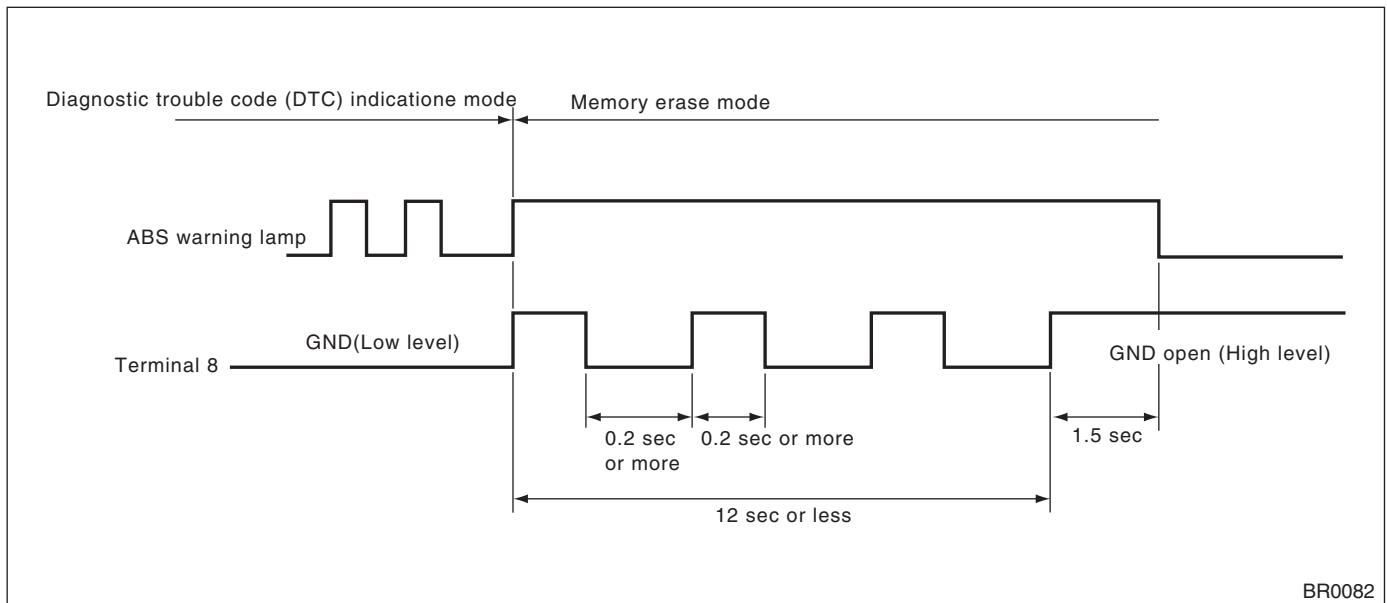 Diagnostic trouble code (DTC) indicatione mode
Memory erase mode
ABS warning lamp
GND(Low level)
Terminal 8
GND open (High level)
0.2 sec
or more
0.2 sec or more
1.5 sec
12 sec or less
BR0082